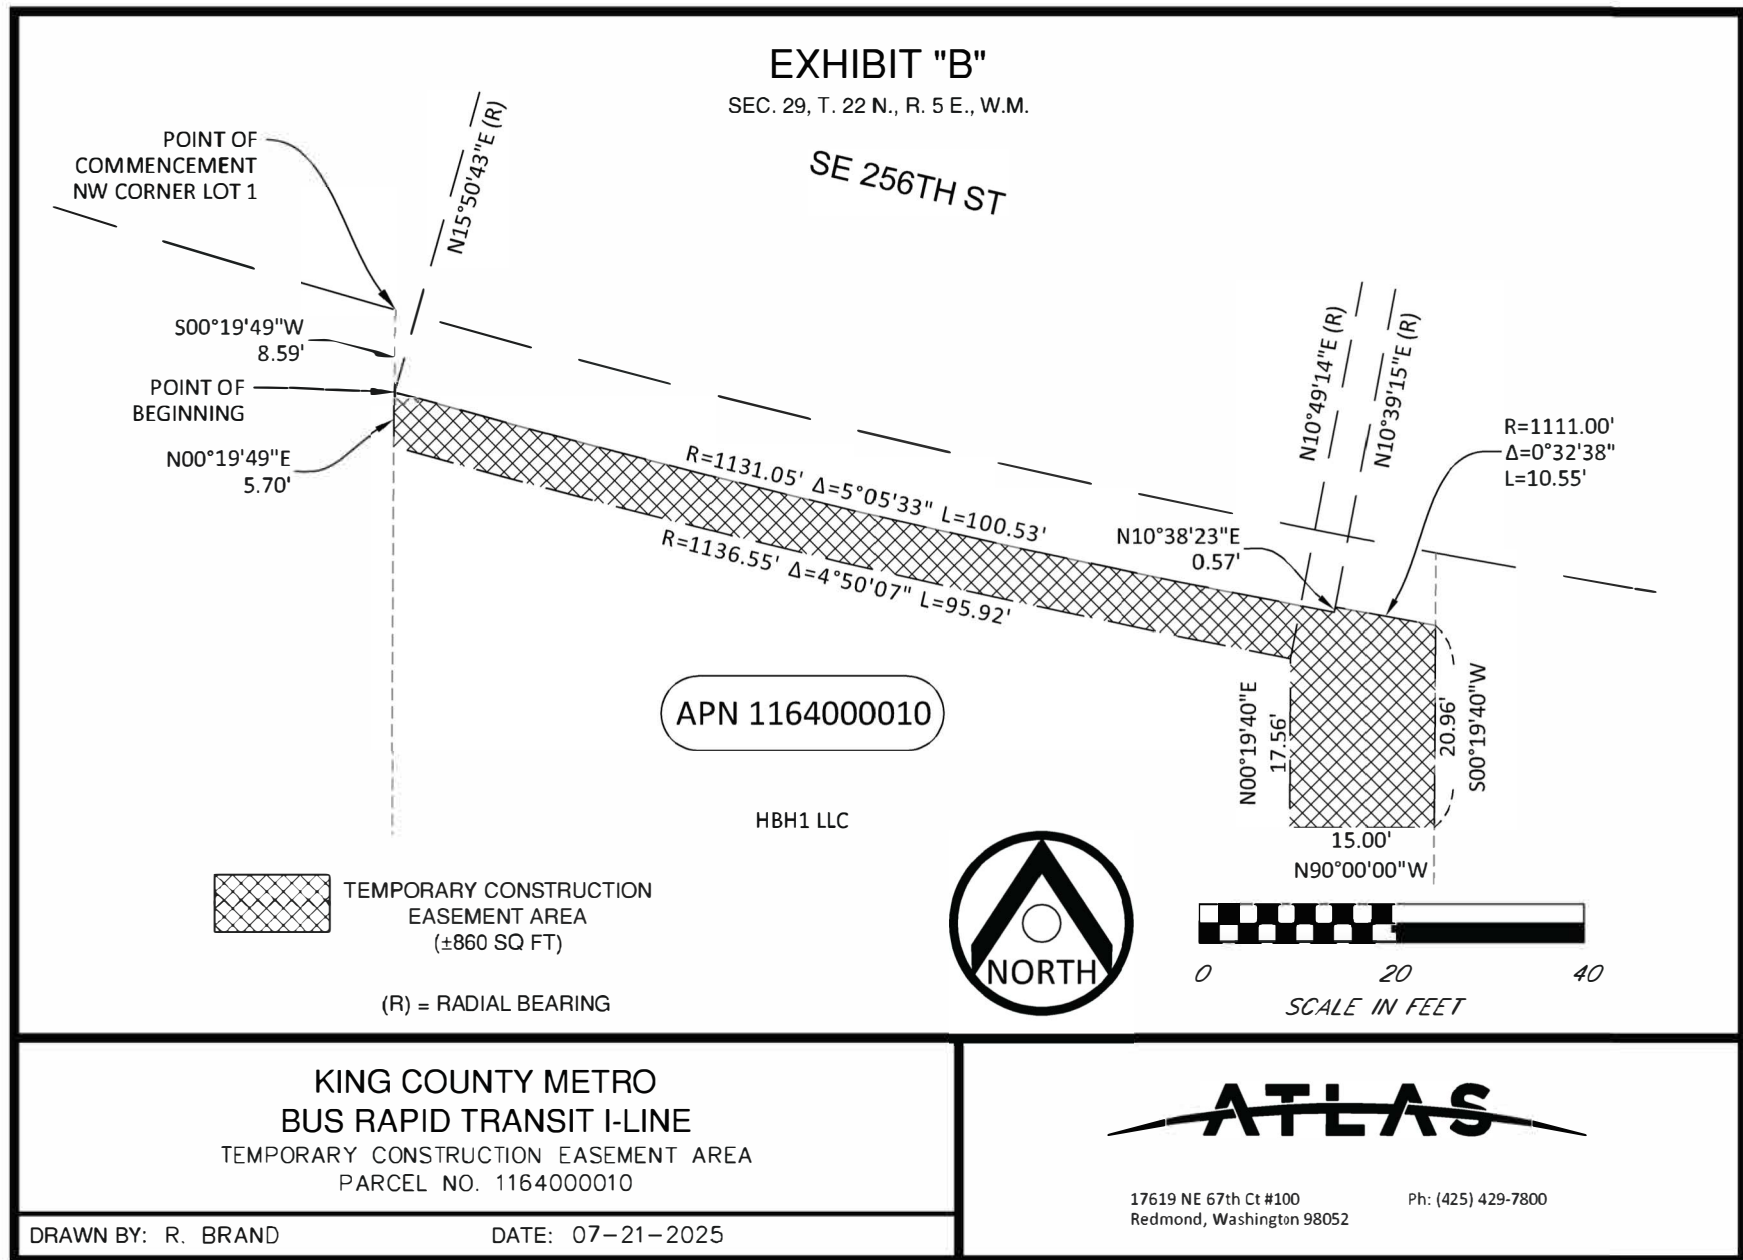 EXHIBIT "B"
SEC. 29, T. 22 N., R. 5 E., W.M.
SE 256TH ST
POINT OF
COMMENCEMENT
NW CORNER LOT 1
N15°50'43"E (R)
S00°19'49"W
8.59'
POINT OF
BEGINNING
N00°19'49"E
5.70'
R=1131.05' Δ=5°05'33" L=100.53'
R=1136.55' Δ=4°50'07" L=95.92'
N10°49'14"E (R)
N10°39'15"E (R)
R=1111.00'
Δ=0°32'38"
L=10.55'
N10°38'23"E
0.57'
N00°19'40"E
17.56'
20.96'
S00°19'40"W
15.00'
N90°00'00"W
APN 1164000010
HBH1 LLC
TEMPORARY CONSTRUCTION
EASEMENT AREA
(±860 SQ FT)
(R) = RADIAL BEARING
NORTH
0 20 40
SCALE IN FEET
KING COUNTY METRO
BUS RAPID TRANSIT I-LINE
TEMPORARY CONSTRUCTION EASEMENT AREA
PARCEL NO. 1164000010
DRAWN BY: R. BRAND DATE: 07-21-2025
ATLAS
17619 NE 67th Ct #100 Ph: (425) 429-7800
Redmond, Washington 98052